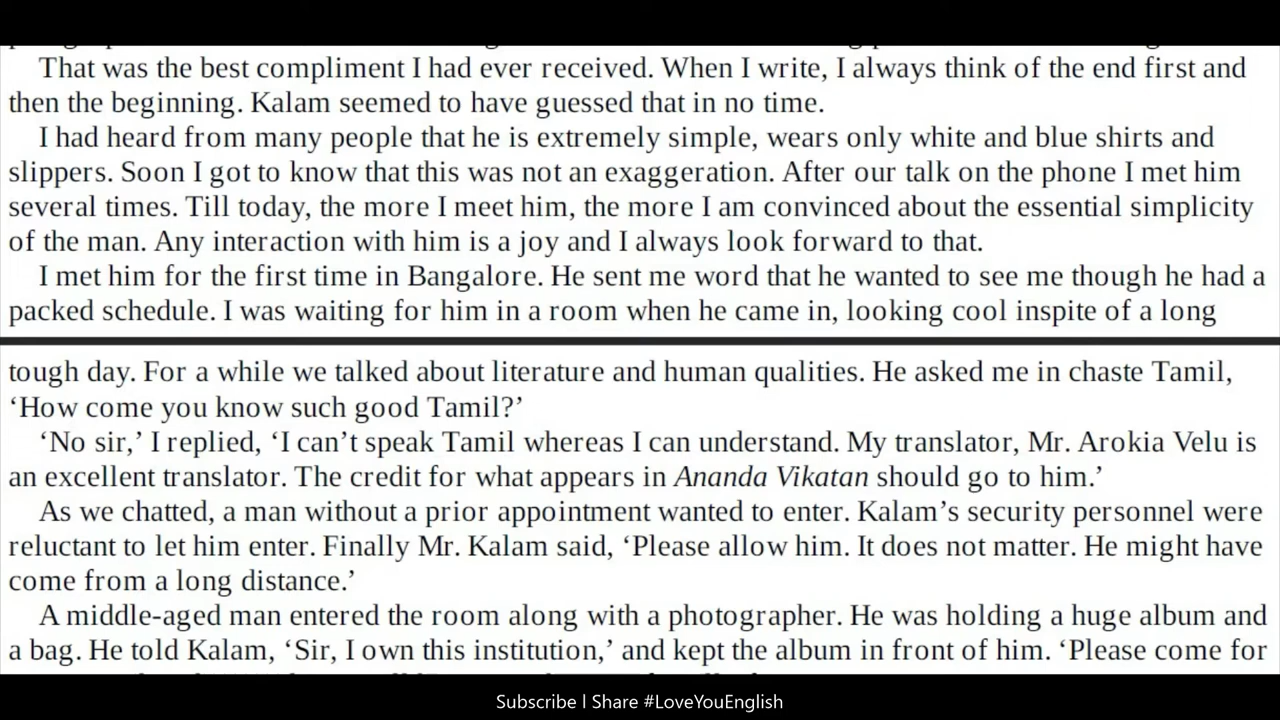 That was the best compliment I had ever received. When I write, I always think of the end first and
then the beginning. Kalam seemed to have guessed that in no time.
I had heard from many people that he is extremely simple, wears only white and blue shirts and
slippers. Soon I got to know that this was not an exaggeration. After our talk on the phone I met him
several times. Till today, the more I meet him, the more I am convinced about the essential simplicity
of the man. Any interaction with him is a joy and I always look forward to that.
I met him for the first time in Bangalore. He sent me word that he wanted to see me though he had a
packed schedule. I was waiting for him in a room when he came in, looking cool inspite of a long
tough day. For a while we talked about literature and human qualities. He asked me in chaste Tamil,
‘How come you know such good Tamil?’
‘No sir,’ I replied, ‘I can’t speak Tamil whereas I can understand. My translator, Mr. Arokia Velu is
an excellent translator. The credit for what appears in Ananda Vikatan should go to him.’
As we chatted, a man without a prior appointment wanted to enter. Kalam’s security personnel were
reluctant to let him enter. Finally Mr. Kalam said, ‘Please allow him. It does not matter. He might have
come from a long distance.’
A middle-aged man entered the room along with a photographer. He was holding a huge album and
a bag. He told Kalam, ‘Sir, I own this institution,’ and kept the album in front of him. ‘Please come for
Subscribe | Share #LoveYouEnglish